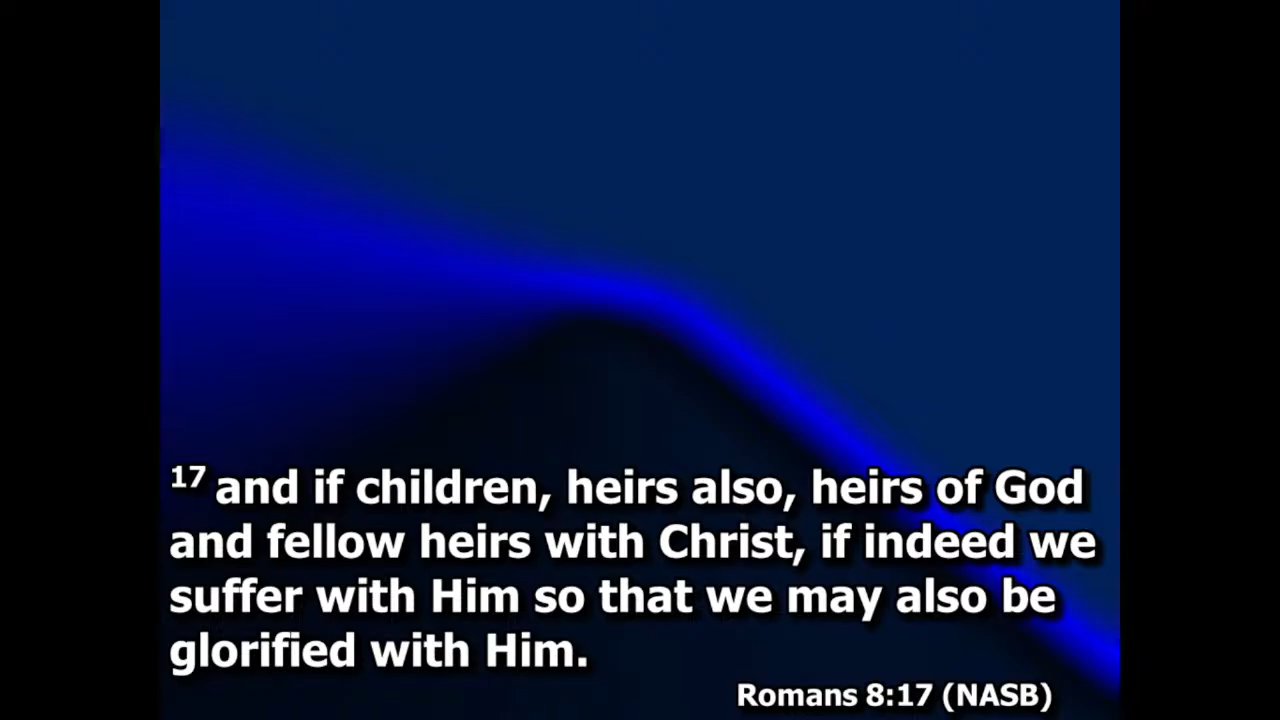 17 and if children, heirs also, heirs of God
and fellow heirs with Christ, if indeed we
suffer with Him so that we may also be
glorified with Him.
Romans 8:17 (NASB)